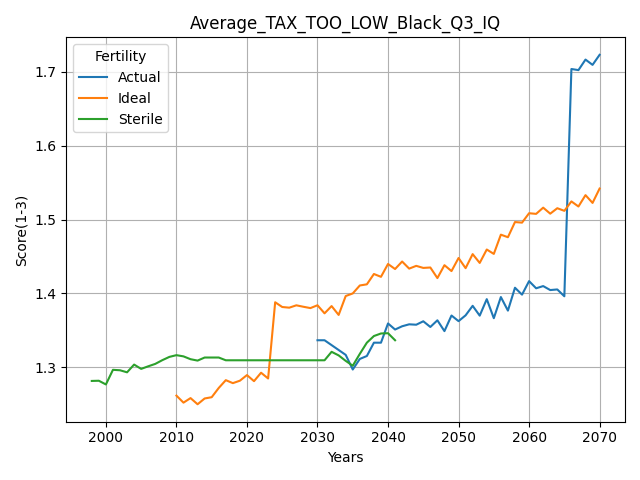 Average_TAX_TOO_LOW_Black_Q3_IQ
Fertility
Actual
Ideal
Sterile
Score(1-3)
1.7
1.6
1.5
1.4
1.3
2000 2010 2020 2030 2040 2050 2060 2070
Years